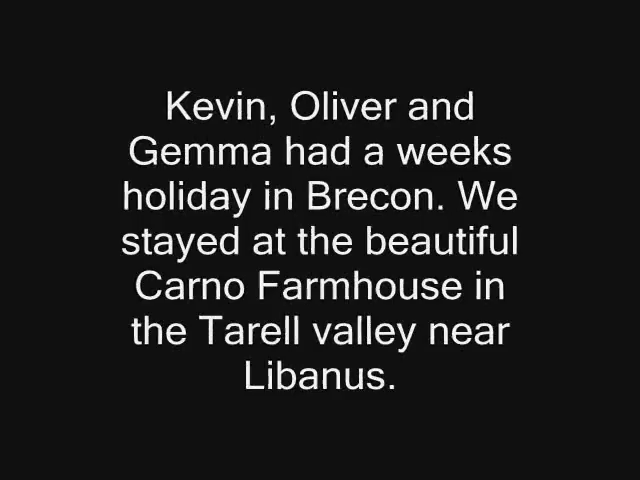 Kevin, Oliver and
Gemma had a weeks
holiday in Brecon. We
stayed at the beautiful
Carno Farmhouse in
the Tarell valley near
Libanus.